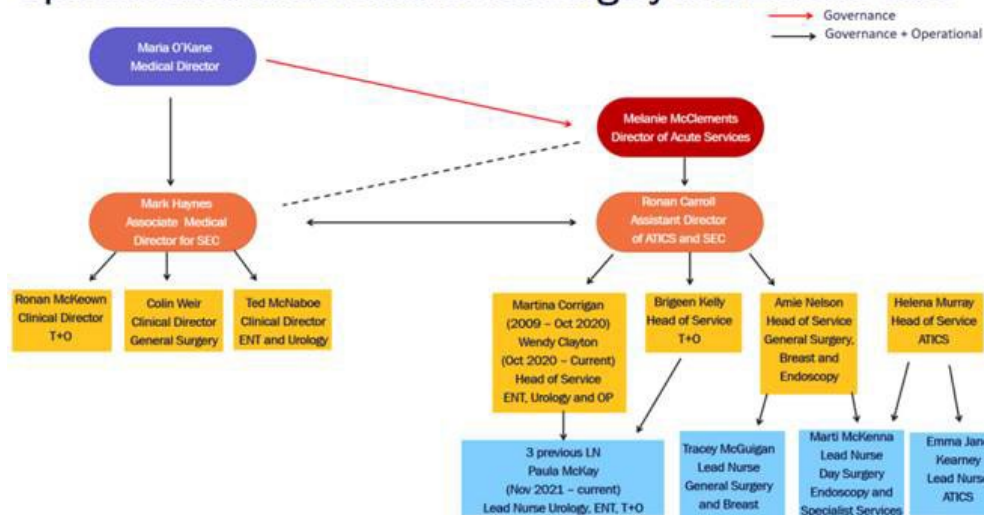 Governance
Governance + Operational
Maria O'Kane
Medical Director
Melanie McClements
Director of Acute Services
Mark Haynes
Associate Medical
Director for SEC
Ronan Carroll
Assistant Director
of ATICS and SEC
Ronan McKeown
Clinical Director
T+O
Colin Weir
Clinical Director
General Surgery
Ted McNaboe
Clinical Director
ENT and Urology
Martina Corrigan
(2009 – Oct 2020)
Wendy Clayton
(Oct 2020 – Current)
Head of Service
ENT, Urology and OP
Brigeen Kelly
Head of Service
T+O
Amie Nelson
Head of Service
General Surgery,
Breast and
Endoscopy
Helena Murray
Head of Service
ATICS
3 previous LN
Paula McKay
(Nov 2021 – current)
Lead Nurse Urology, ENT, T+O
Tracey McGuigan
Lead Nurse
General Surgery
and Breast
Marti McKenna
Lead Nurse
Day Surgery
Endoscopy and
Specialist Services
Emma Jane
Kearney
Lead Nurse
ATICS